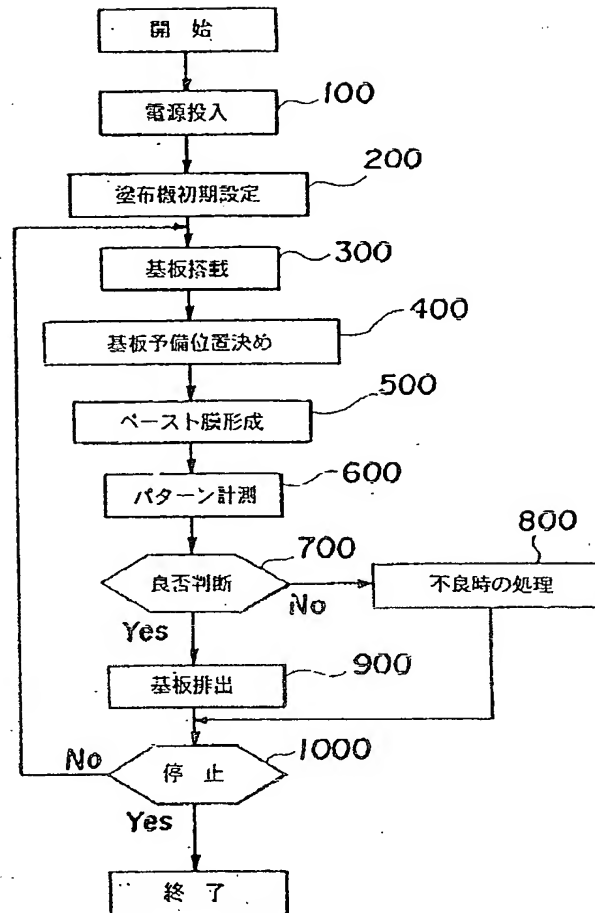 開始
電源投入
100
塗布機初期設定
200
基板搭載
300
基板予備位置決め
400
ペースト膜形成
500
パターン計測
600
良否判断
700
No
Yes
不良時の処理
800
基板排出
900
停止
1000
No
Yes
終了